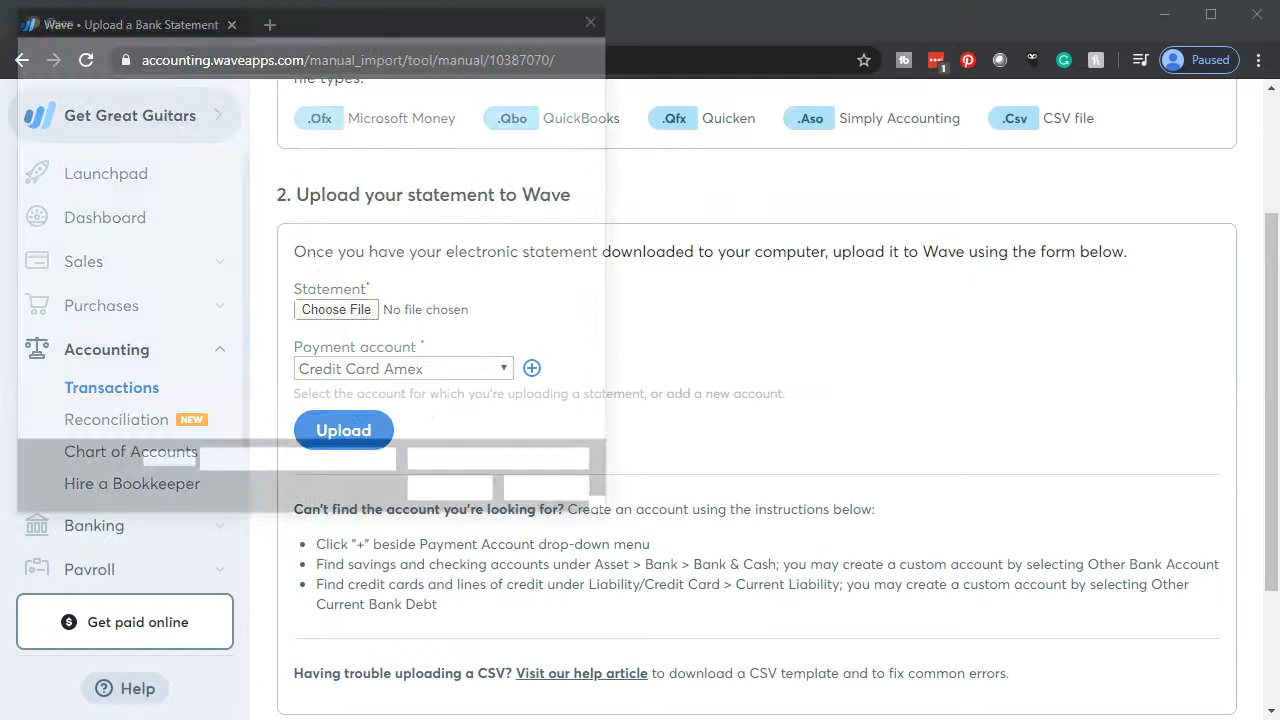 Wave • Upload a Bank Statement
accounting.waveapps.com/manual_import/tool/manual/10387070/
1
Paused
Get Great Guitars
Launchpad
Dashboard
Sales
Purchases
Accounting
Transactions
Reconciliation NEW
Chart of Accounts
Hire a Bookkeeper
Banking
Payroll
$ Get paid online
? Help
file types:
.Ofx Microsoft Money .Qbo QuickBooks .Qfx Quicken .Aso Simply Accounting .Csv CSV file
2. Upload your statement to Wave
Once you have your electronic statement downloaded to your computer, upload it to Wave using the form below.
Statement*
Choose File No file chosen
Payment account *
Credit Card Amex
Select the account for which you're uploading a statement, or add a new account.
Upload
Can't find the account you're looking for? Create an account using the instructions below:
• Click "+" beside Payment Account drop-down menu
• Find savings and checking accounts under Asset > Bank > Bank & Cash; you may create a custom account by selecting Other Bank Account
• Find credit cards and lines of credit under Liability/Credit Card > Current Liability; you may create a custom account by selecting Other
Current Bank Debt
Having trouble uploading a CSV? Visit our help article to download a CSV template and to fix common errors.